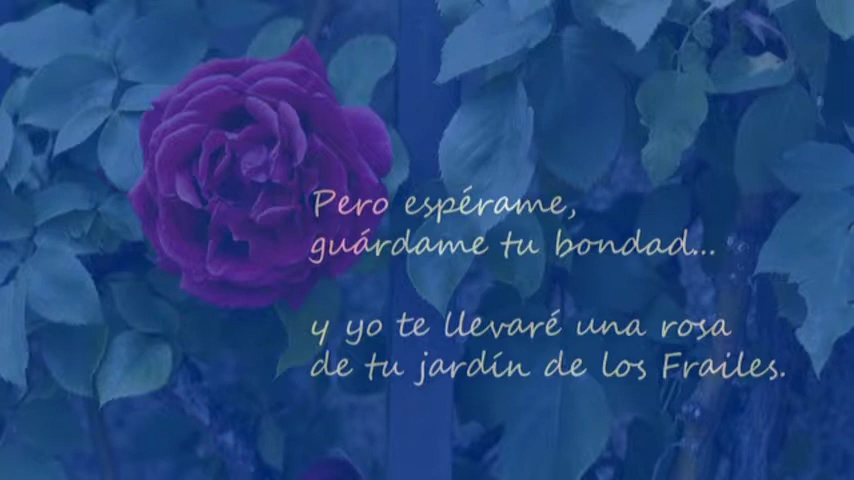 Pero espérame,
guárdame tu bondad...
y yo te llevaré una rosa
de tu jardín de los Frailes.